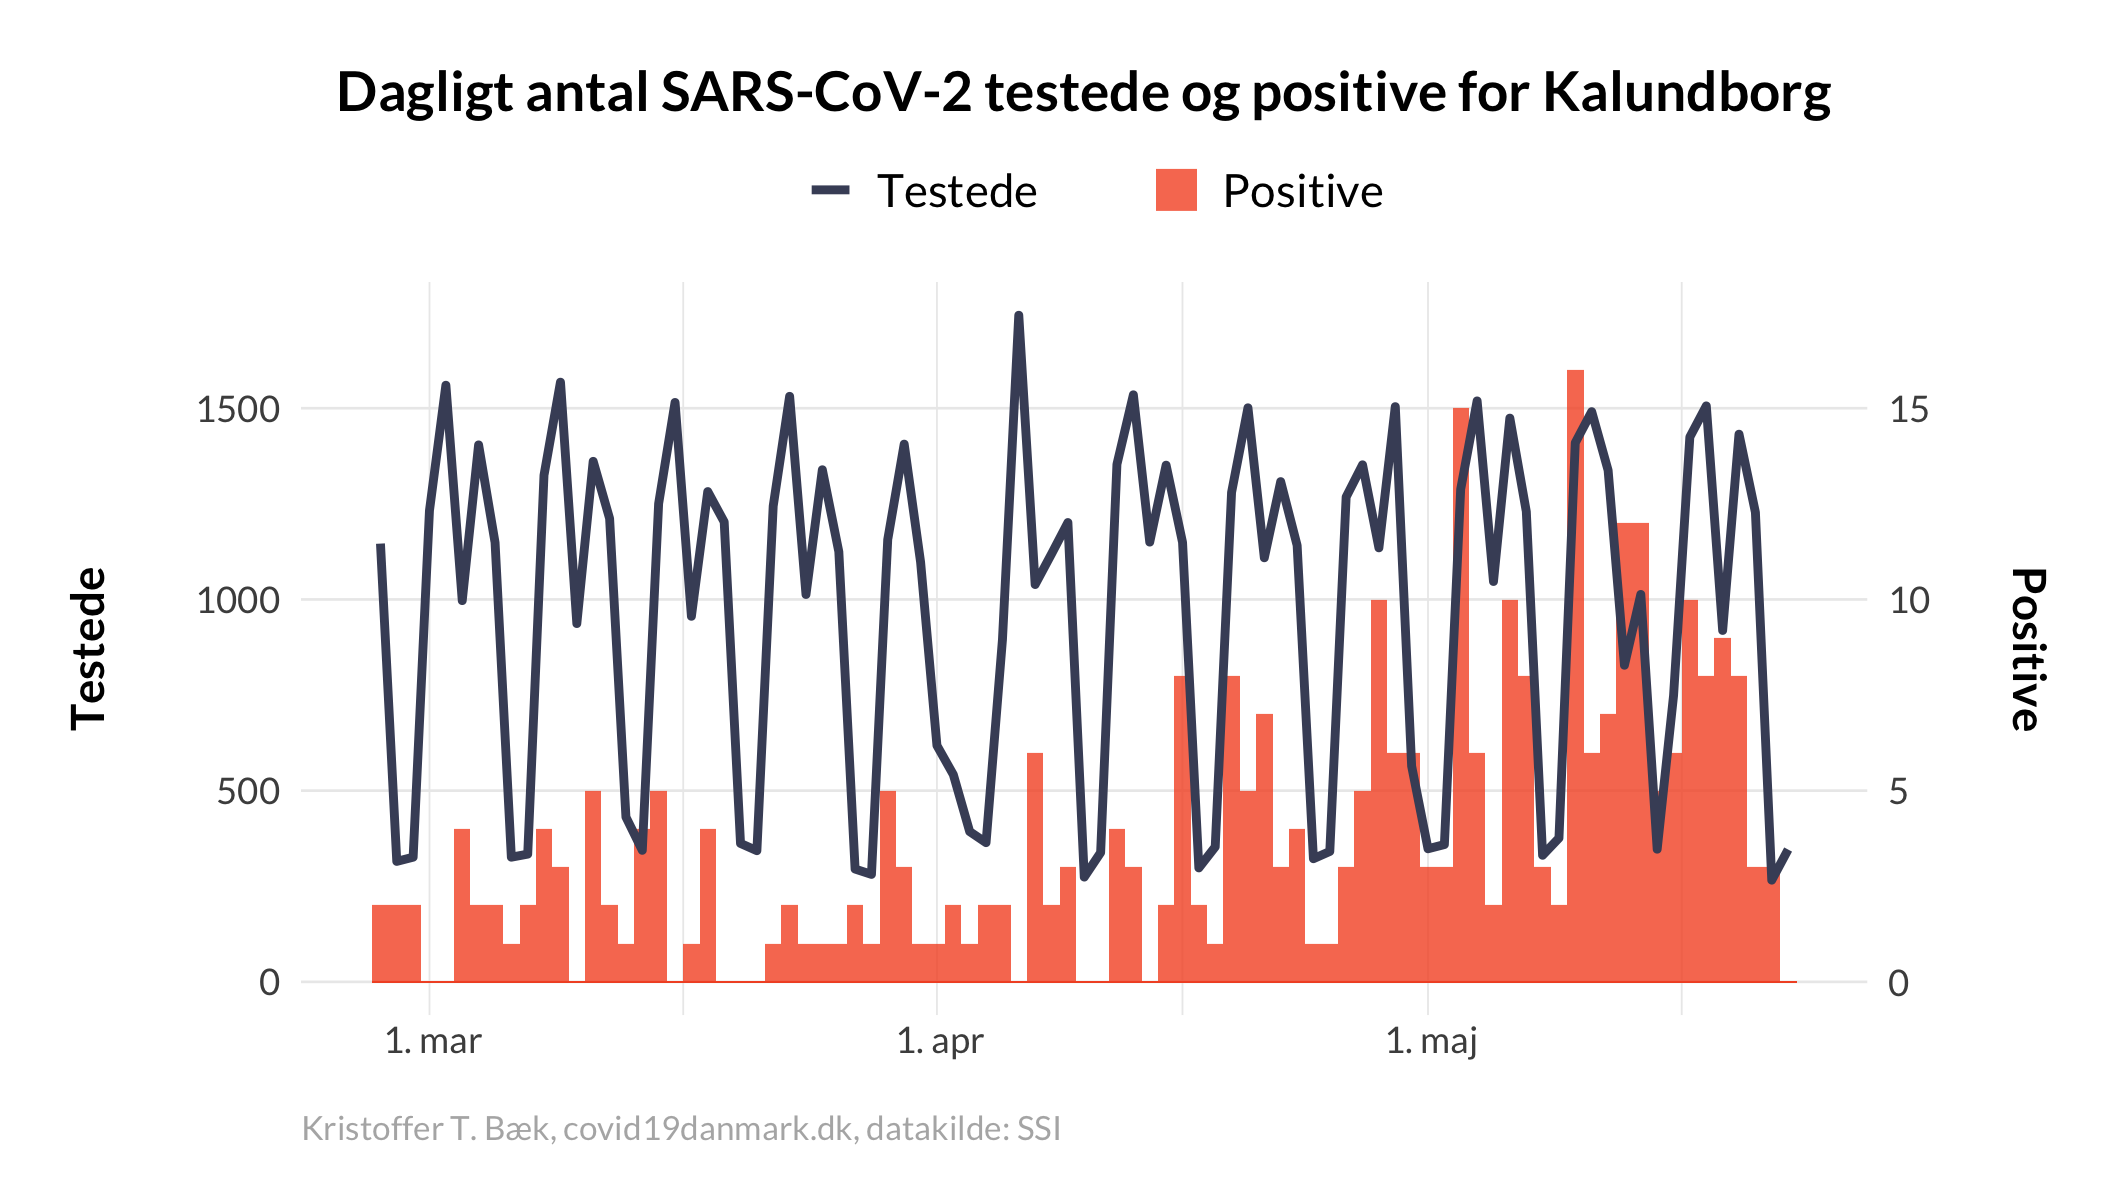 Dagligt antal SARS-CoV-2 testede og positive for Kalundborg
Testede
Positive
Testede
1500
1000
500
0
15
10
5
0
Positive
1. mar
1. apr
1. maj
Kristoffer T. Bæk, covid19danmark.dk, datakilde: SSI